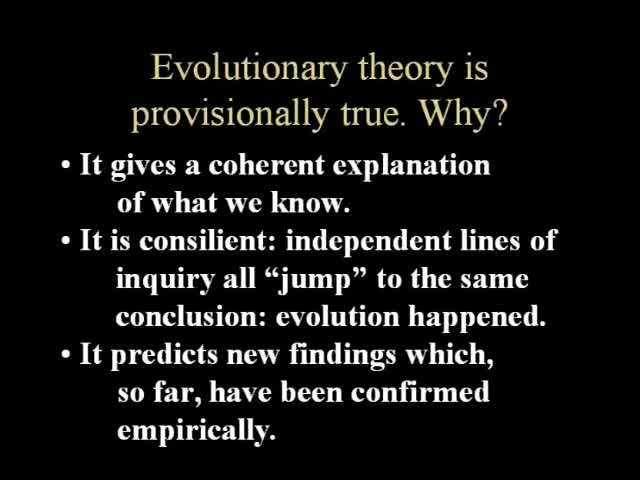 Evolutionary theory is
provisionally true. Why?
• It gives a coherent explanation
of what we know.
• It is consilient: independent lines of
inquiry all “jump” to the same
conclusion: evolution happened.
• It predicts new findings which,
so far, have been confirmed
empirically.